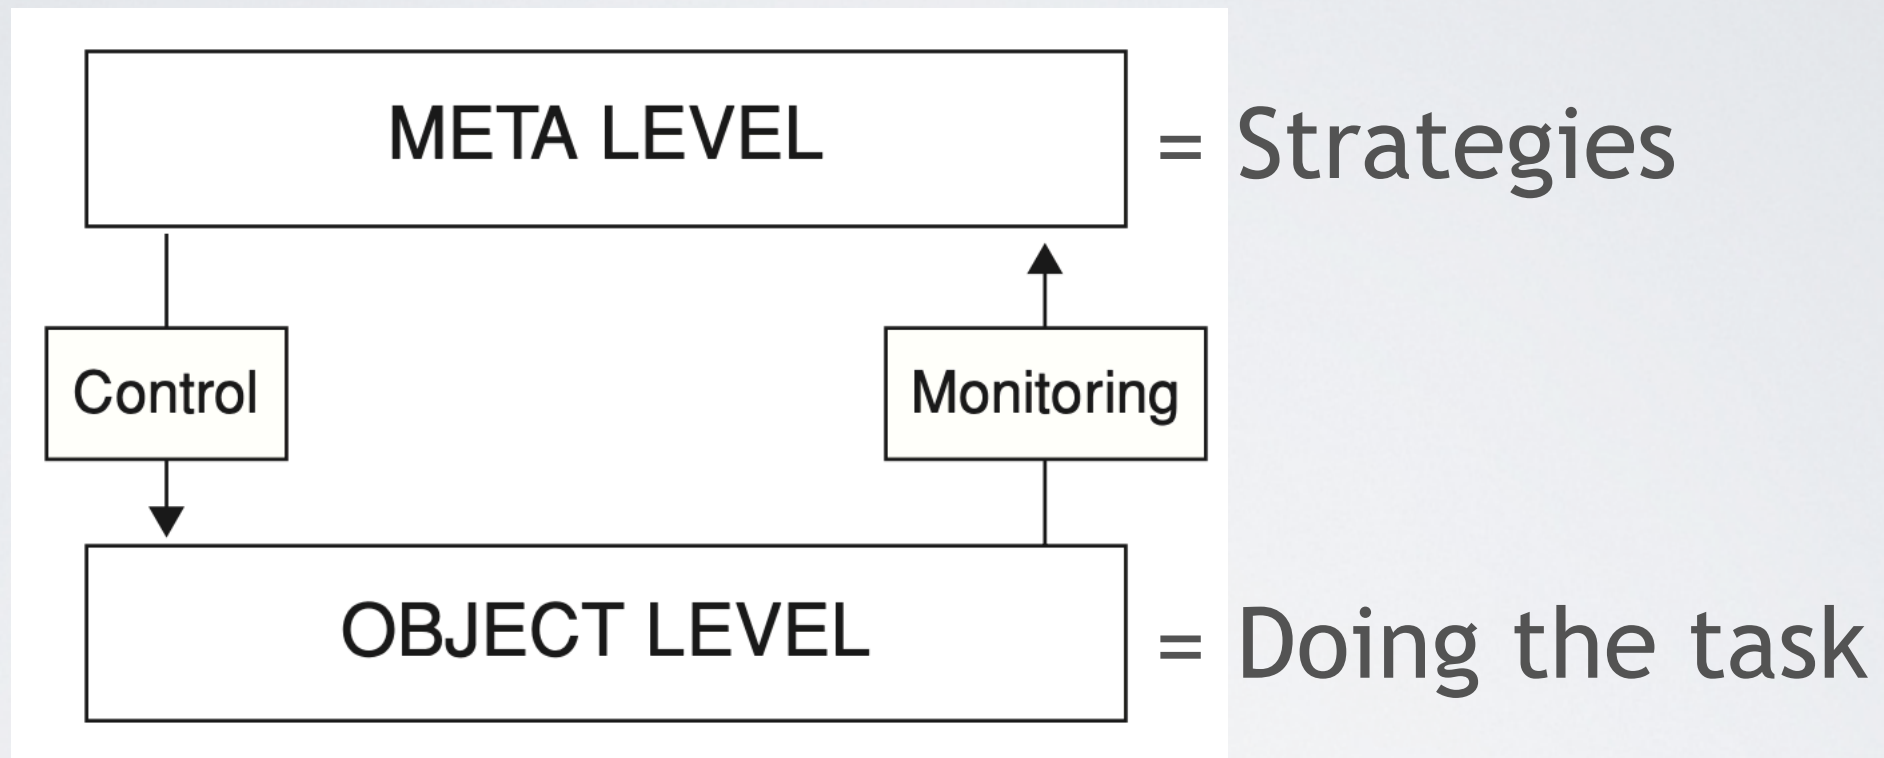 META LEVEL = Strategies
Control
Monitoring
OBJECT LEVEL = Doing the task